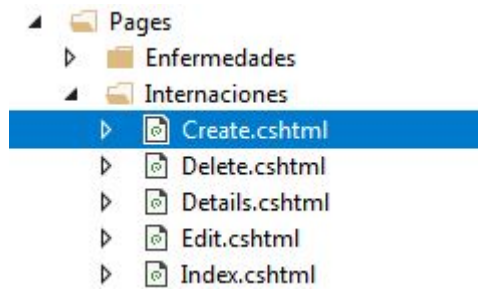 Pages
Enfermedades
Internaciones
Create.cshtml
Delete.cshtml
Details.cshtml
Edit.cshtml
Index.cshtml